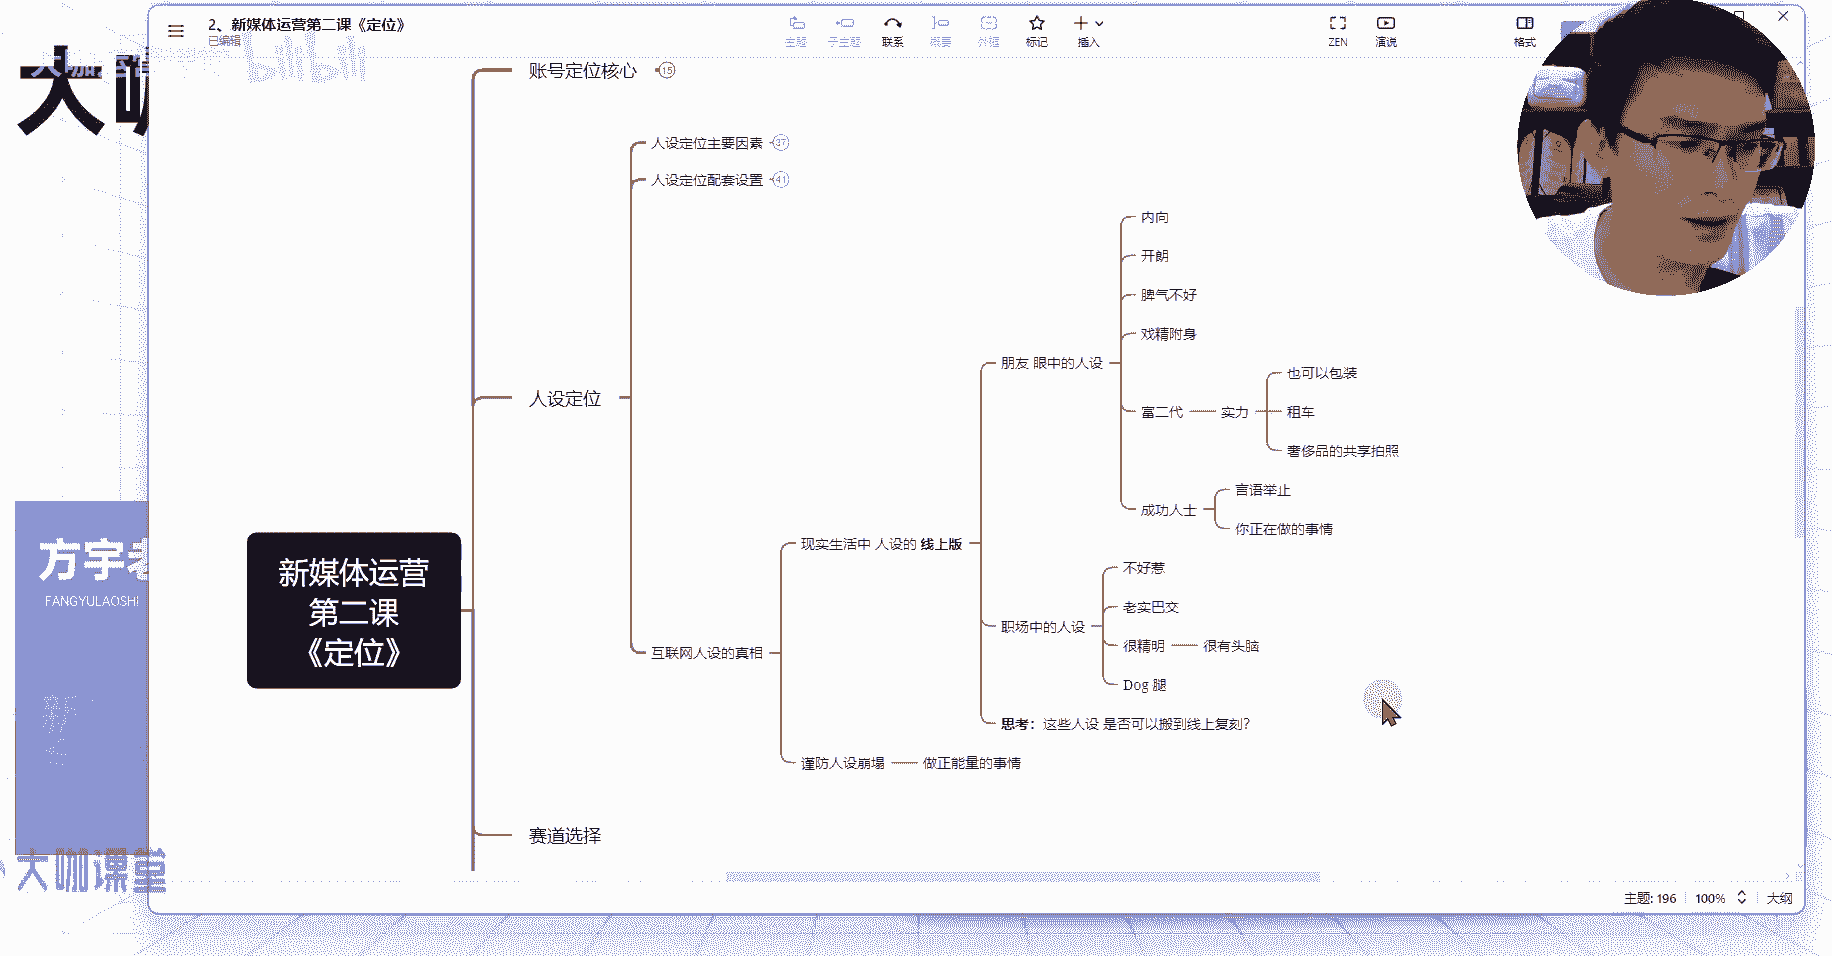 2、新媒体运营第二课《定位》
已编辑
主题
子主题
联系
概要
外框
标记
插入
ZEN
演说
格式
bilibili
大咖
账号定位核心 15
人设定位主要因素 37
人设定位配套设置 41
内向
开朗
脾气不好
戏精附身
朋友 眼中的人设
也可以包装
富二代
实力
租车
奢侈品的共享拍照
人设定位
言语举止
成功人士
你正在做的事情
现实生活中 人设的 线上版
不好惹
老实巴交
职场中的人设
很精明
很有头脑
Dog 腿
互联网人设的真相
思考：这些人设 是否可以搬到线上复刻？
谨防人设崩塌
做正能量的事情
新媒体运营
第二课
《定位》
赛道选择
方宇老
FANGYULAOSHI
大咖课堂
主题: 196
100%
大纲